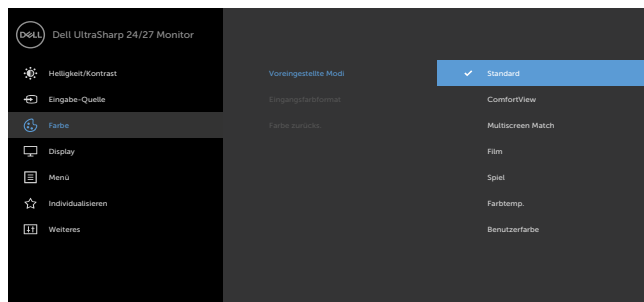 DELL Dell UltraSharp 24/27 Monitor
Helligkeit/Kontrast
Eingabe-Quelle
Farbe
Display
Menü
Individualisieren
Weiteres
Voreingestellte Modi
Eingangsfarbformat
Farbe zurücks.
Standard
ComfortView
Multiscreen Match
Film
Spiel
Farbtemp.
Benutzerfarbe